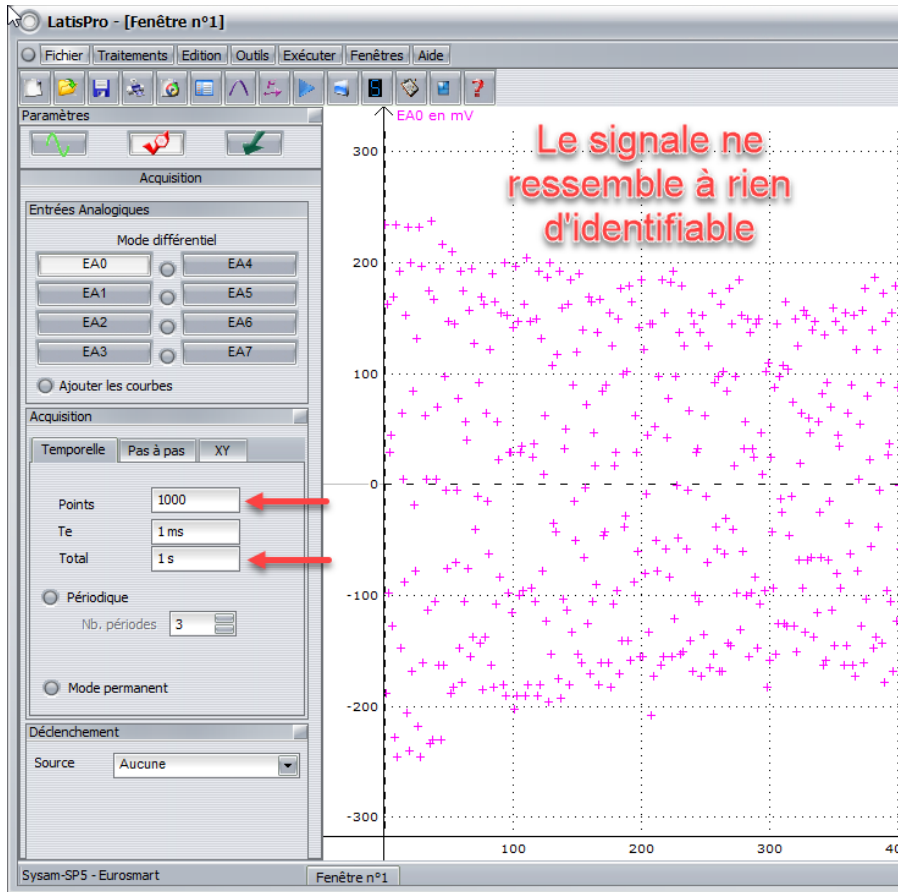 LatisPro - [Fenêtre n°1]
Fichier Traitements Edition Outils Exécuter Fenêtres Aide
Paramètres
Acquisition
Entrées Analogiques
Mode différentiel
EA0 EA4
EA1 EA5
EA2 EA6
EA3 EA7
Ajouter les courbes
Acquisition
Temporelle Pas à pas XY
Points 1000
Te 1 ms
Total 1 s
Périodique
Nb. périodes 3
Mode permanent
Déclenchement
Source Aucune
Sysam-SP5 - Eurosmart
EA0 en mV
Le signale ne
ressemble à rien
d'identifiable
300
200
100
0
-100
-200
-300
100 200 300 400
Fenêtre n°1